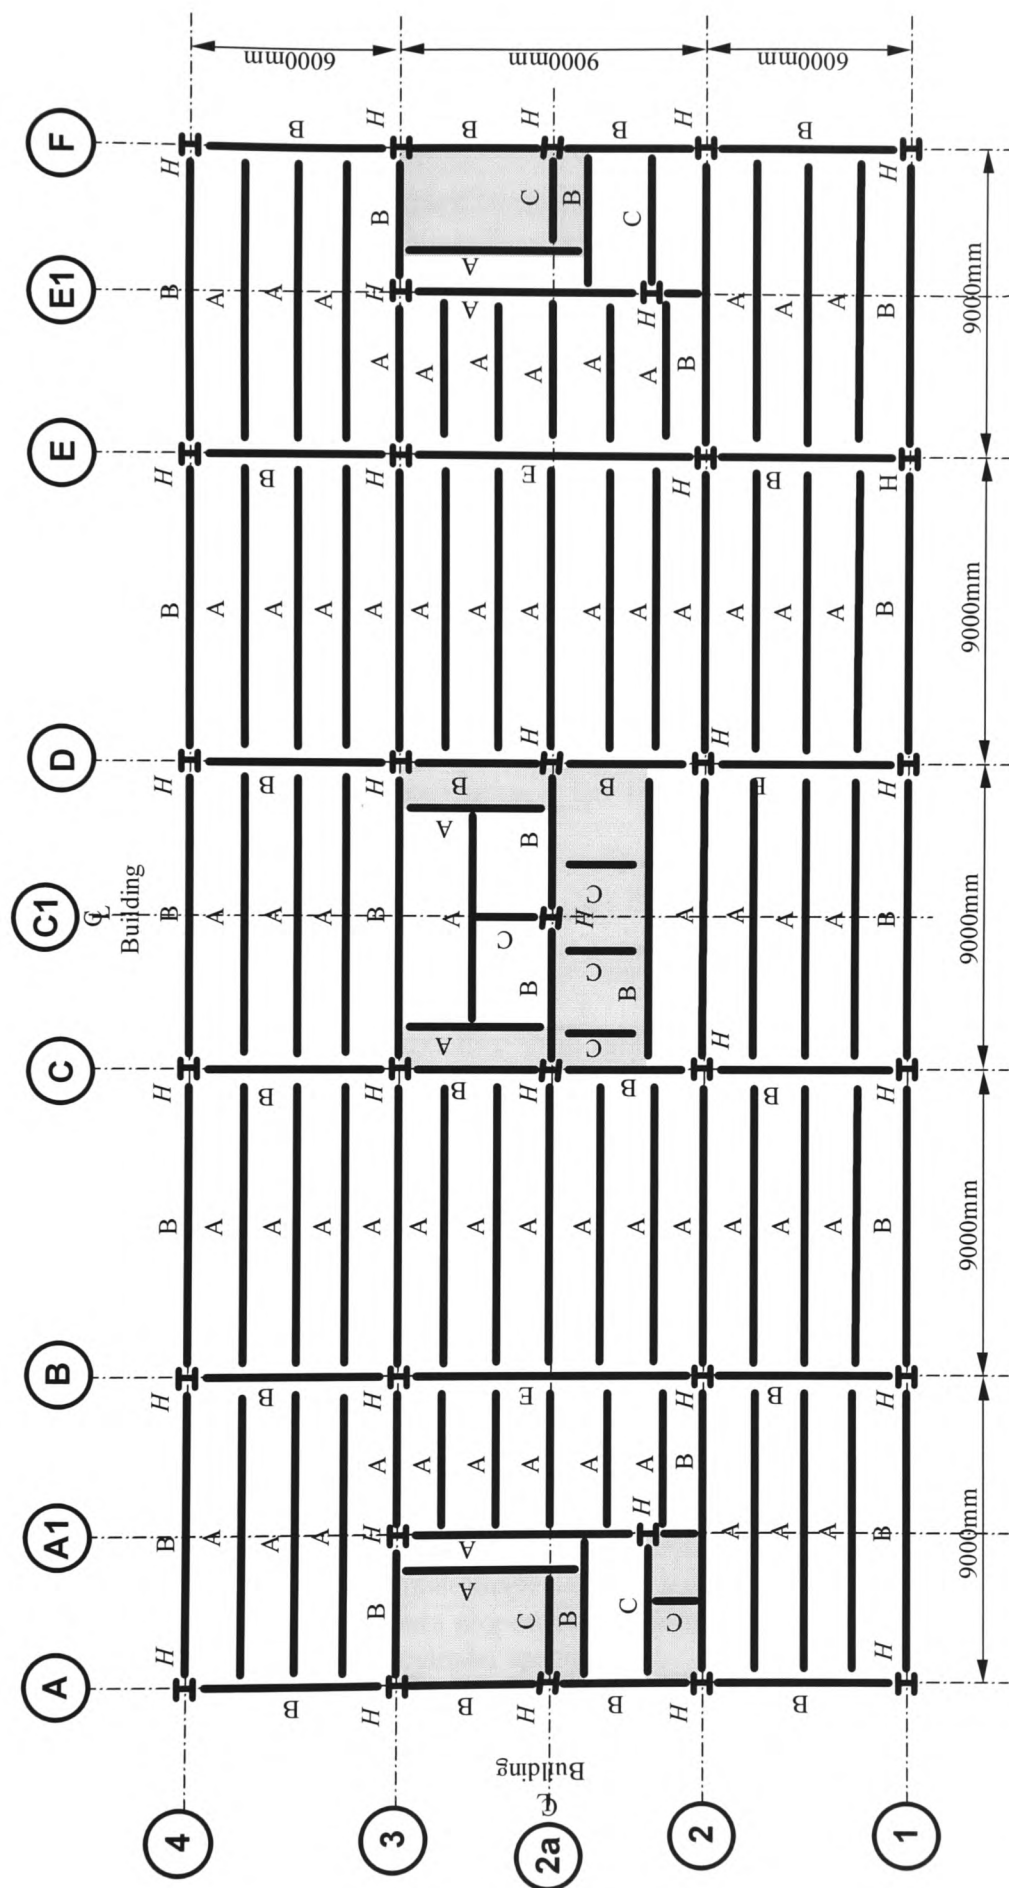 A A1 B C C1 D E E1 F
℄
Building
4
H B H B H B H B H B H
A A A A A
B A B A B A B A B A B
A A A A A
6000mm
3
H B H A H A H B H A H A H B H
A A A A
B A A B A A B A A A B
A A A A A
Building
℄
2a
H C A E A H B C B H A E A C H
B B
A H A C C C A A
9000mm
B C A B A B B A A H C B
H C B H A H A H A H B H
2
A A A A A
B A B A A B A B A B
A A A A A
6000mm
H B H B H B H B H B H
1
9000mm 9000mm 9000mm 9000mm 9000mm